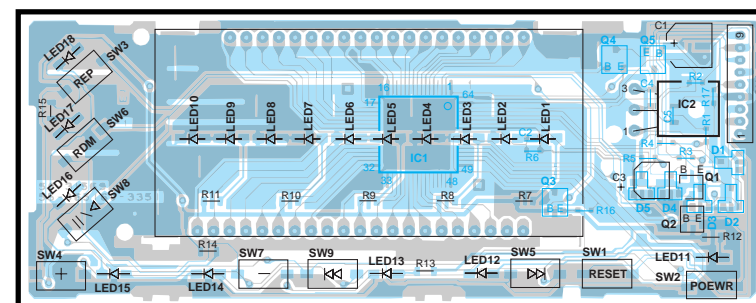 LED18
SW3
REP
R15
LED17
SW6
RDM
LED16
SW8
335
LED10
LED9
LED8
LED7
LED6
LED5
LED4
LED3
LED2
LED1
16
1
17
64
IC1
32
33
49
48
C2
R6
R11
R10
R9
R8
R7
Q3
B E
R16
Q4
B E
Q5
E B
C1
+
9
1
3
C4
R2
R17
IC2
C5
R1
1
R4
R3
R5
D1
C3
+
B E
Q1
D5
D4
Q2
B E
D3
D2
R12
SW4
+
LED15
R14
LED14
SW7
−
SW9
LED13
R13
LED12
SW5
SW1
RESET
SW2
LED11
POEWR